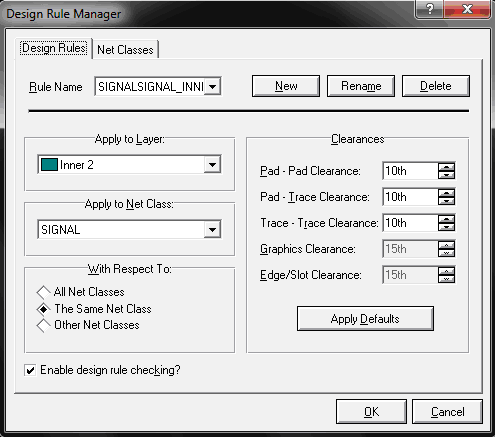 Design Rule Manager
Design Rules Net Classes
Rule Name SIGNALSIGNAL_INNI New Rename Delete
Apply to Layer:
Inner 2
Apply to Net Class:
SIGNAL
With Respect To:
All Net Classes
The Same Net Class
Other Net Classes
Enable design rule checking?
Clearances
Pad - Pad Clearance: 10th
Pad - Trace Clearance: 10th
Trace - Trace Clearance: 10th
Graphics Clearance: 15th
Edge/Slot Clearance: 15th
Apply Defaults
OK Cancel